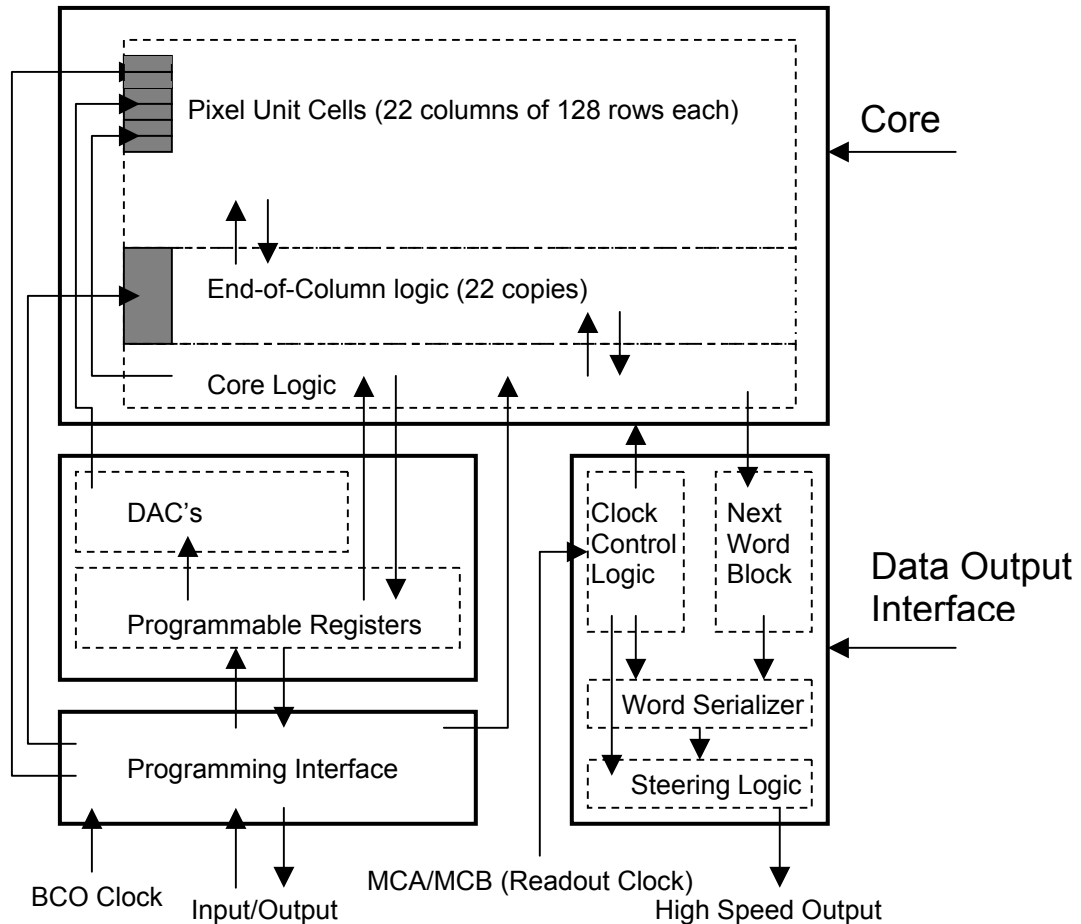 Pixel Unit Cells (22 columns of 128 rows each)
Core
End-of-Column logic (22 copies)
Core Logic
DAC's
Programmable Registers
Programming Interface
Clock
Control
Logic
Next
Word
Block
Data Output
Interface
Word Serializer
Steering Logic
BCO Clock
Input/Output
MCA/MCB (Readout Clock)
High Speed Output